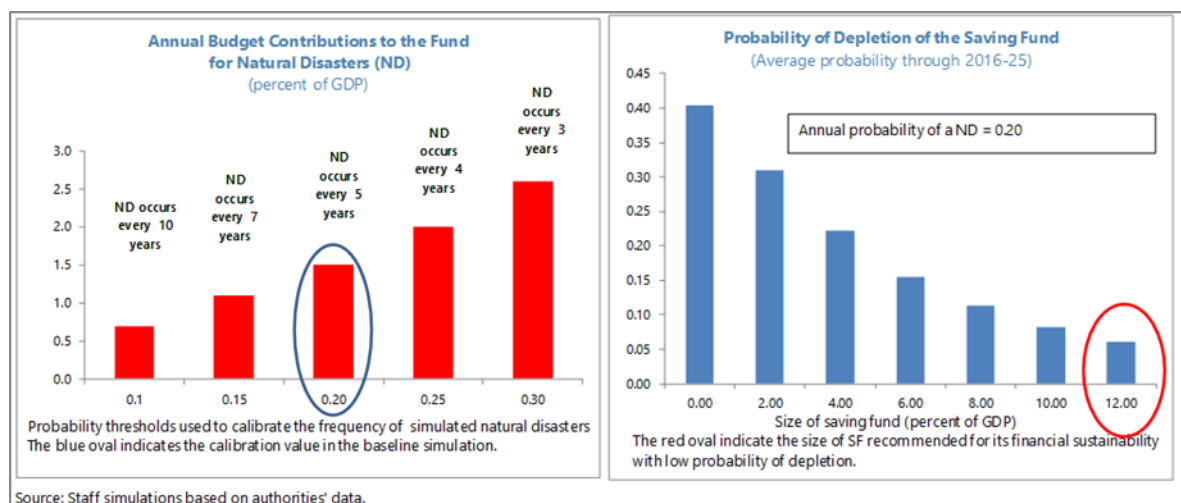 Annual Budget Contributions to the Fund
for Natural Disasters (ND)
(percent of GDP)
ND
occurs
every 3
years
ND
occurs
every 4
years
ND
occurs
every 5
years
ND
occurs
every 7
years
ND occurs
every 10
years
3.0
2.5
2.0
1.5
1.0
0.5
0.0
0.1 0.15 0.20 0.25 0.30
Probability thresholds used to calibrate the frequency of simulated natural disasters
The blue oval indicates the calibration value in the baseline simulation.
Probability of Depletion of the Saving Fund
(Average probability through 2016-25)
Annual probability of a ND = 0.20
0.45
0.40
0.35
0.30
0.25
0.20
0.15
0.10
0.05
0.00
0.00 2.00 4.00 6.00 8.00 10.00 12.00
Size of saving fund (percent of GDP)
The red oval indicate the size of SF recommended for its financial sustainability
with low probability of depletion.
Source: Staff simulations based on authorities' data.